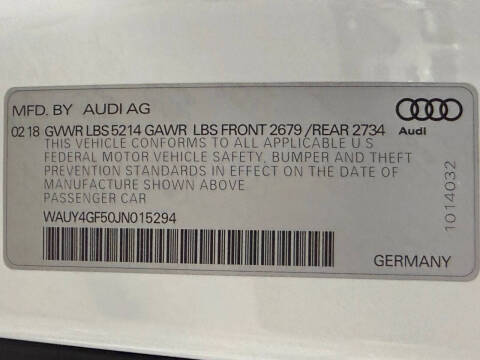 MFD. BY AUDI AG
02 18 GVWR LBS 5214 GAWR LBS FRONT 2679 /REAR 2734
THIS VEHICLE CONFORMS TO ALL APPLICABLE U S
FEDERAL MOTOR VEHICLE SAFETY, BUMPER AND THEFT
PREVENTION STANDARDS IN EFFECT ON THE DATE
OF MANUFACTURE SHOWN ABOVE
PASSENGER CAR
WAUY4GF50JN015294
Audi
1014032
GERMANY